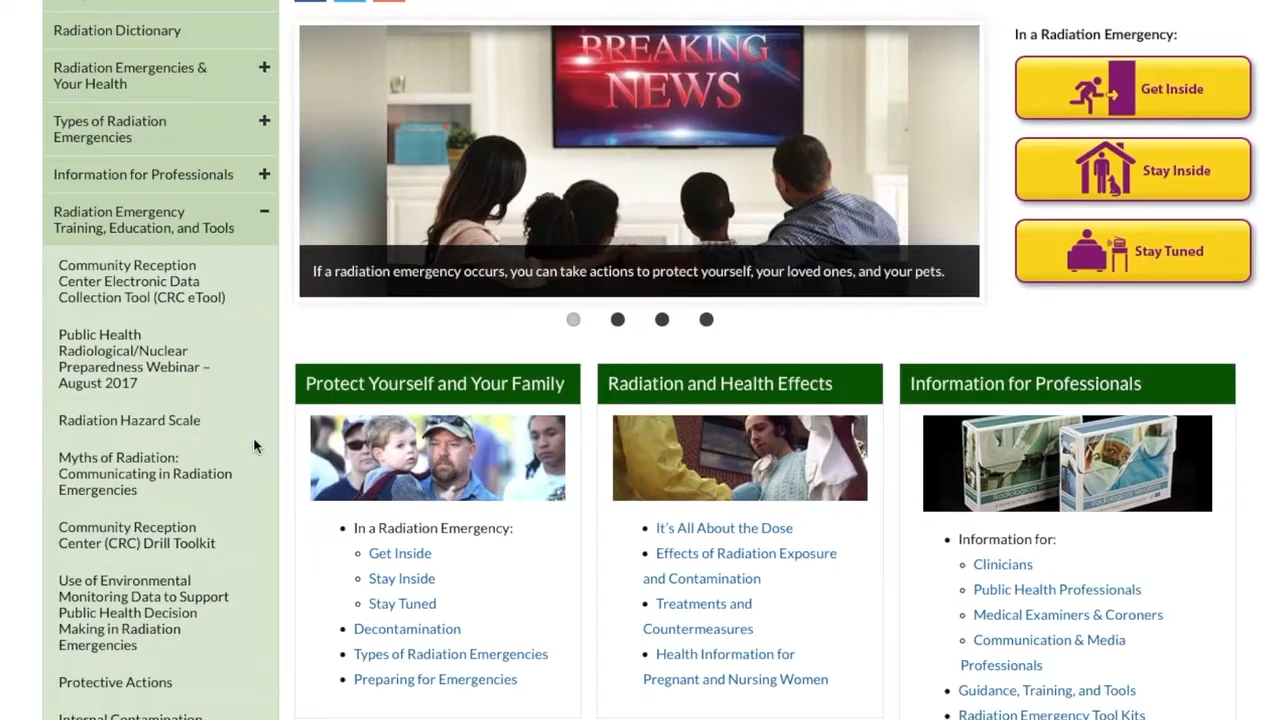 Radiation Dictionary
Radiation Emergencies &
Your Health
Types of Radiation
Emergencies
Information for Professionals
Radiation Emergency
Training, Education, and Tools
Community Reception
Center Electronic Data
Collection Tool (CRC eTool)
Public Health
Radiological/Nuclear
Preparedness Webinar –
August 2017
Radiation Hazard Scale
Myths of Radiation:
Communicating in Radiation
Emergencies
Community Reception
Center (CRC) Drill Toolkit
Use of Environmental
Monitoring Data to Support
Public Health Decision
Making in Radiation
Emergencies
Protective Actions
Internal Contamination
BREAKING
NEWS
If a radiation emergency occurs, you can take actions to protect yourself, your loved ones, and your pets.
In a Radiation Emergency:
Get Inside
Stay Inside
Stay Tuned
Protect Yourself and Your Family
In a Radiation Emergency:
Get Inside
Stay Inside
Stay Tuned
Decontamination
Types of Radiation Emergencies
Preparing for Emergencies
Radiation and Health Effects
It's All About the Dose
Effects of Radiation Exposure
and Contamination
Treatments and
Countermeasures
Health Information for
Pregnant and Nursing Women
Information for Professionals
Information for:
Clinicians
Public Health Professionals
Medical Examiners & Coroners
Communication & Media
Professionals
Guidance, Training, and Tools
Radiation Emergency Tool Kits